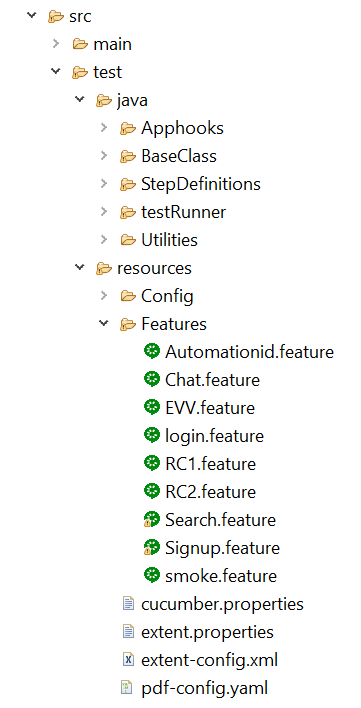 src
main
test
java
Apphooks
BaseClass
StepDefinitions
testRunner
Utilities
resources
Config
Features
Automationid.feature
Chat.feature
EVV.feature
login.feature
RC1.feature
RC2.feature
Search.feature
Signup.feature
smoke.feature
cucumber.properties
extent.properties
extent-config.xml
pdf-config.yaml